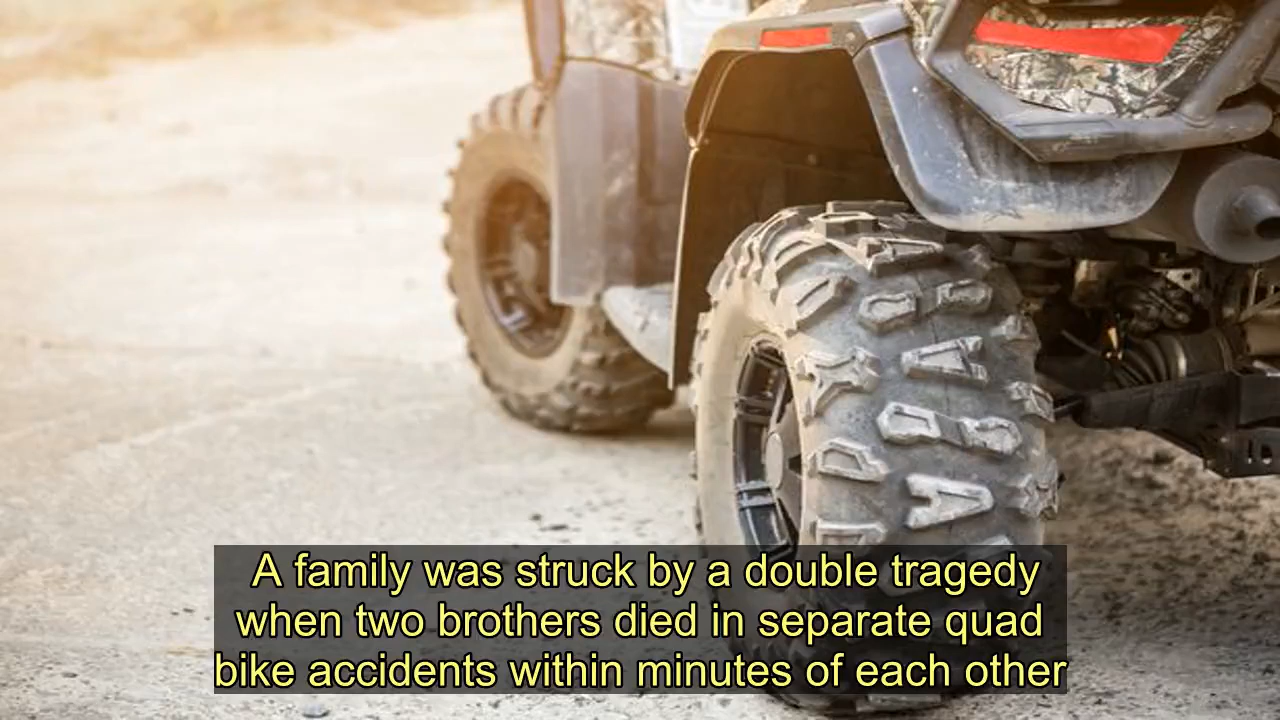 A family was struck by a double tragedy
when two brothers died in separate quad
bike accidents within minutes of each other